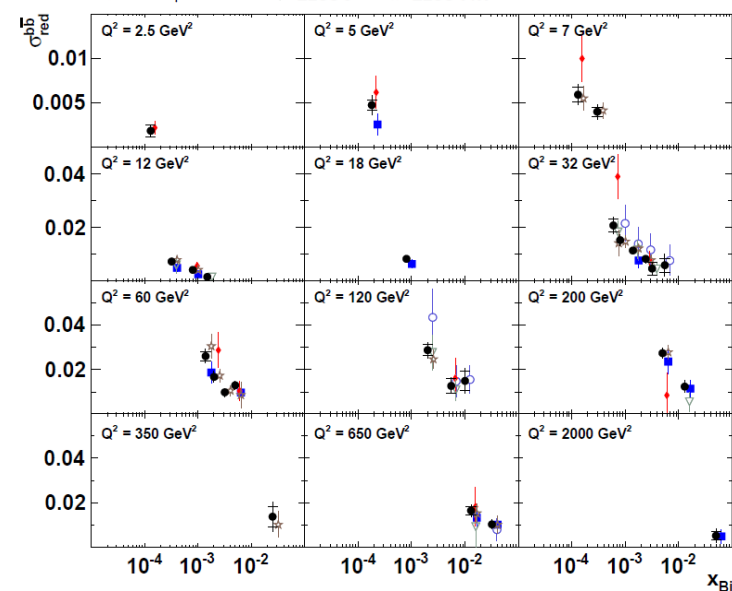 σ_red^{bb̄}
Q² = 2.5 GeV²
Q² = 5 GeV²
Q² = 7 GeV²
0.01
0.005
Q² = 12 GeV²
Q² = 18 GeV²
Q² = 32 GeV²
0.04
0.02
Q² = 60 GeV²
Q² = 120 GeV²
Q² = 200 GeV²
0.04
0.02
Q² = 350 GeV²
Q² = 650 GeV²
Q² = 2000 GeV²
0.04
0.02
10⁻⁴ 10⁻³ 10⁻² 10⁻⁴ 10⁻³ 10⁻² 10⁻⁴ 10⁻³ 10⁻²
x_Bj